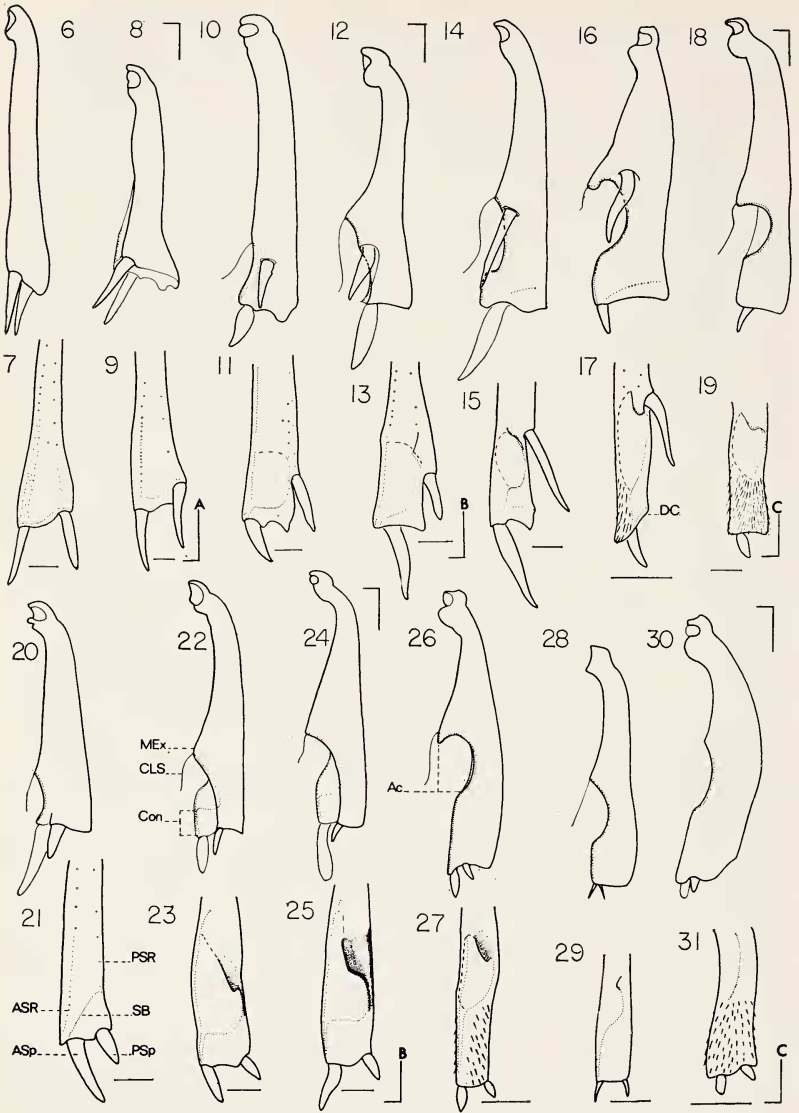 6 8 10 12 14 16 18
7 9 11 13 15 17 19
DC
A B C
20 22 24 26 28 30
MEx
CLS
Con
Ac
21 23 25 27 29 31
PSR
ASR SB
ASp PSp
B C